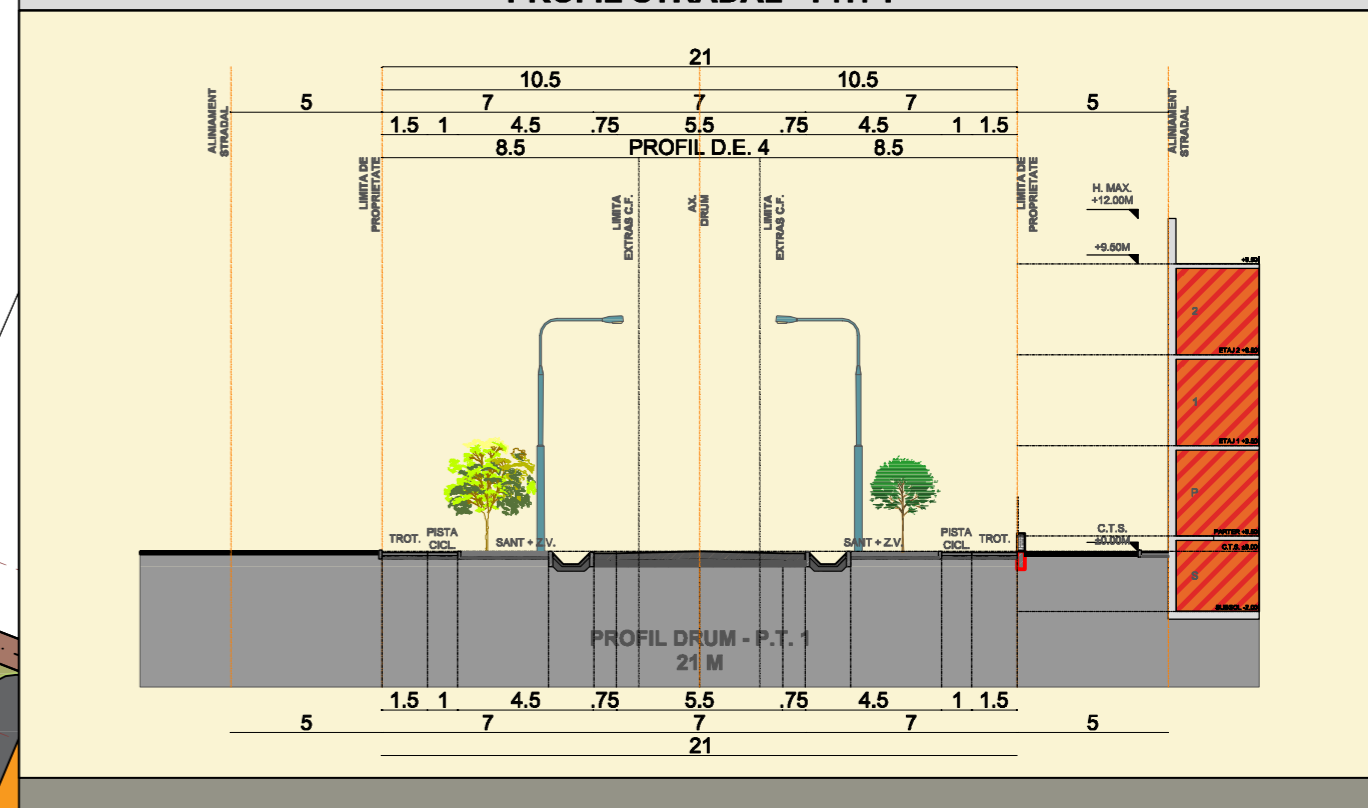 21
10.5 10.5
5 7 7 7 5
1.5 1 4.5 .75 5.5 .75 4.5 1 1.5
8.5 PROFIL D.E. 4 8.5
ALINIAMENT
STRADAL
LIMITA DE
PROPRIETATE
LIMITA
EXTRAS C.F.
AX.
DRUM
LIMITA
EXTRAS C.F.
LIMITA DE
PROPRIETATE
ALINIAMENT
STRADAL
H. MAX.
+12.00M
+9.60M
2
1
P
S
TROT.
PISTA
CICL.
SANT + Z.V.
SANT + Z.V.
PISTA
CICL.
TROT.
C.T.S.
±0.00M
PROFIL DRUM - P.T. 1
21 M
1.5 1 4.5 .75 5.5 .75 4.5 1 1.5
5 7 7 7 5
21